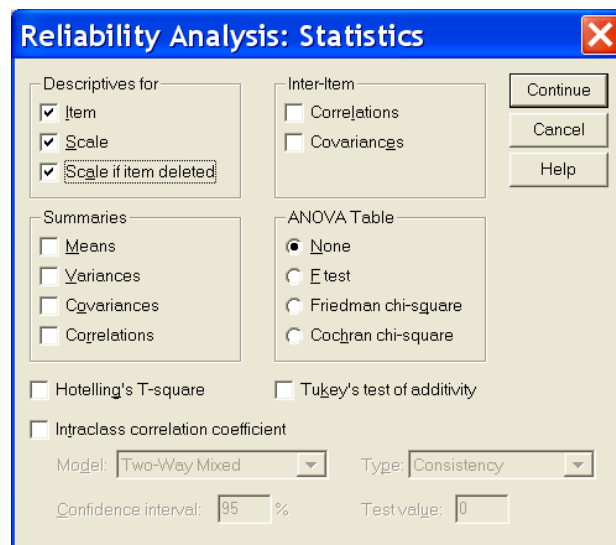 Reliability Analysis: Statistics
Descriptives for
Item
Scale
Scale if item deleted
Inter-Item
Correlations
Covariances
Continue
Cancel
Help
Summaries
Means
Variances
Covariances
Correlations
ANOVA Table
None
F test
Friedman chi-square
Cochran chi-square
Hotelling's T-square
Tukey's test of additivity
Intraclass correlation coefficient
Model: Two-Way Mixed Type: Consistency
Confidence interval: 95 % Test value: 0